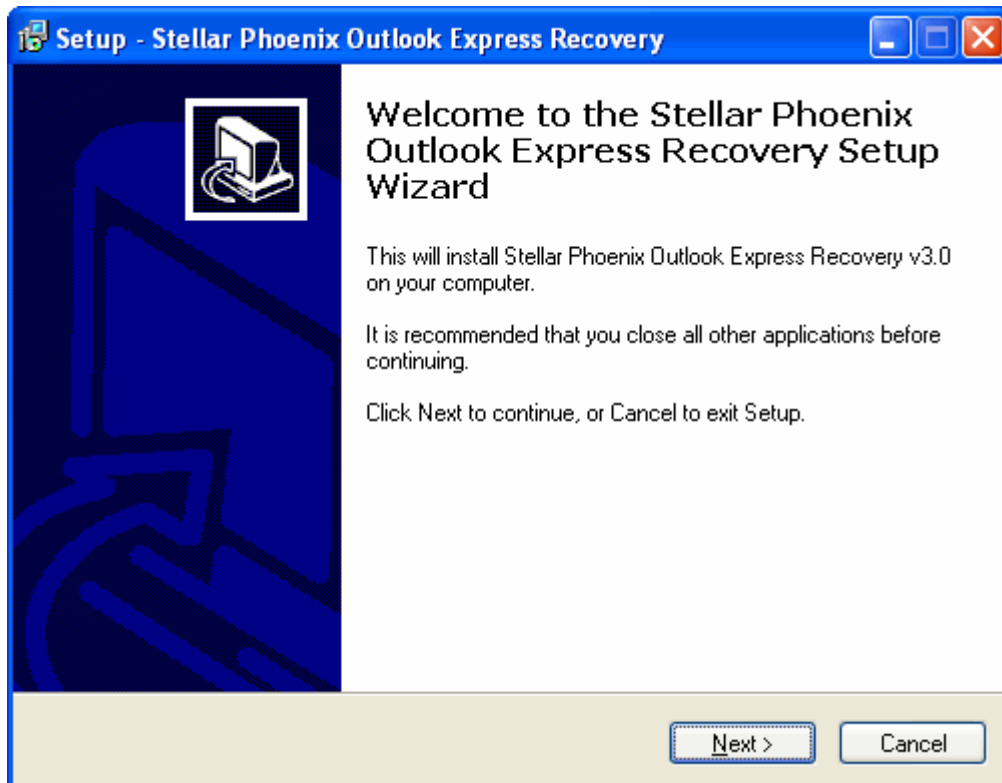 Setup - Stellar Phoenix Outlook Express Recovery
Welcome to the Stellar Phoenix
Outlook Express Recovery Setup
Wizard
This will install Stellar Phoenix Outlook Express Recovery v3.0
on your computer.
It is recommended that you close all other applications before
continuing.
Click Next to continue, or Cancel to exit Setup.
Next >
Cancel